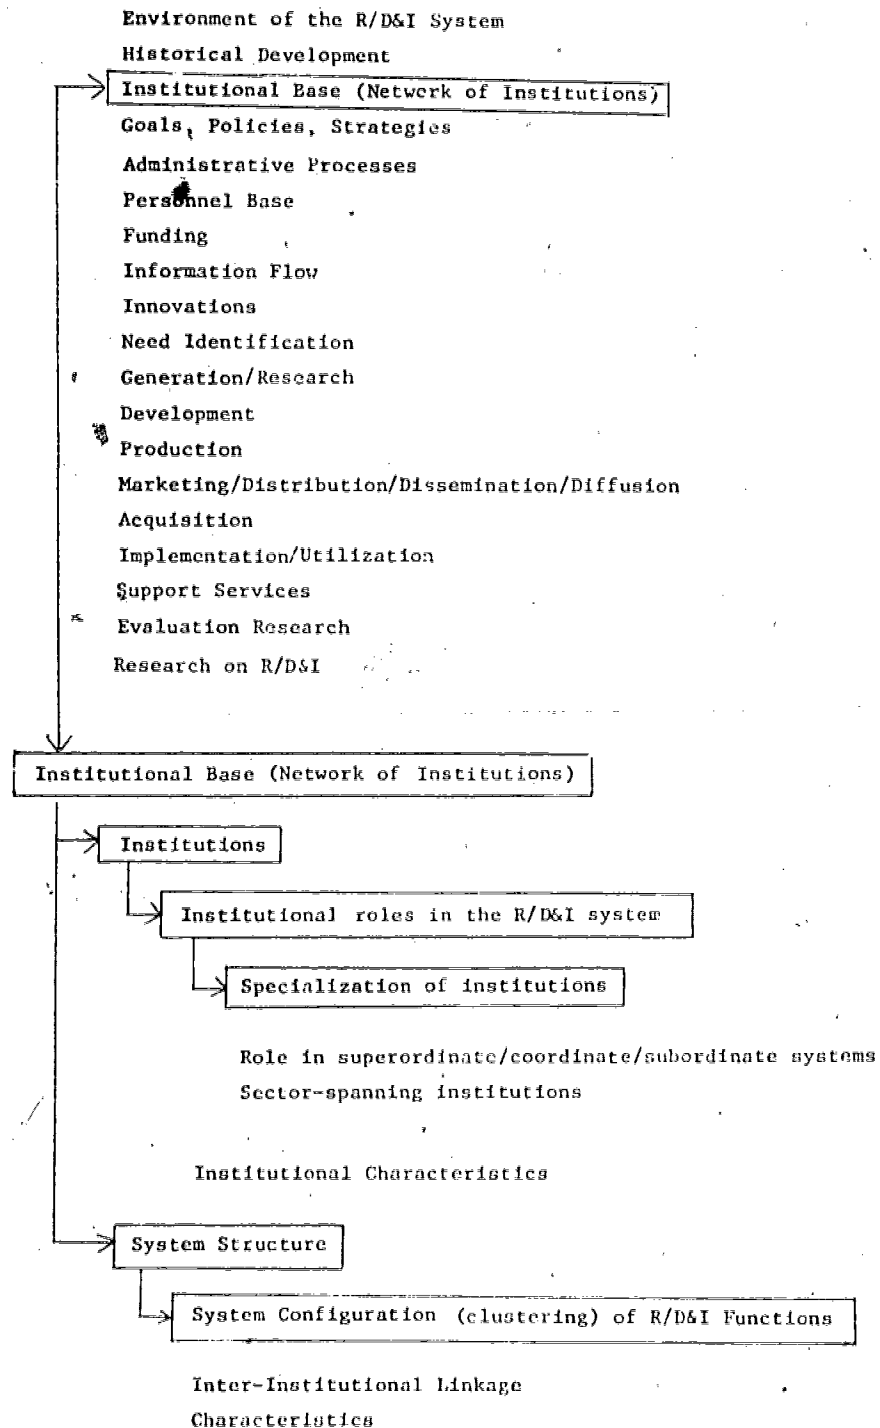 Environment of the R/D&I System
Historical Development
Institutional Base (Network of Institutions)
Goals, Policies, Strategies
Administrative Processes
Personnel Base
Funding
Information Flow
Innovations
Need Identification
Generation/Research
Development
Production
Marketing/Distribution/Dissemination/Diffusion
Acquisition
Implementation/Utilization
Support Services
Evaluation Research
Research on R/D&I
Institutional Base (Network of Institutions)
Institutions
Institutional roles in the R/D&I system
Specialization of institutions
Role in superordinate/coordinate/subordinate systems
Sector-spanning institutions
Institutional Characteristics
System Structure
System Configuration (clustering) of R/D&I Functions
Inter-Institutional Linkage
Characteristics